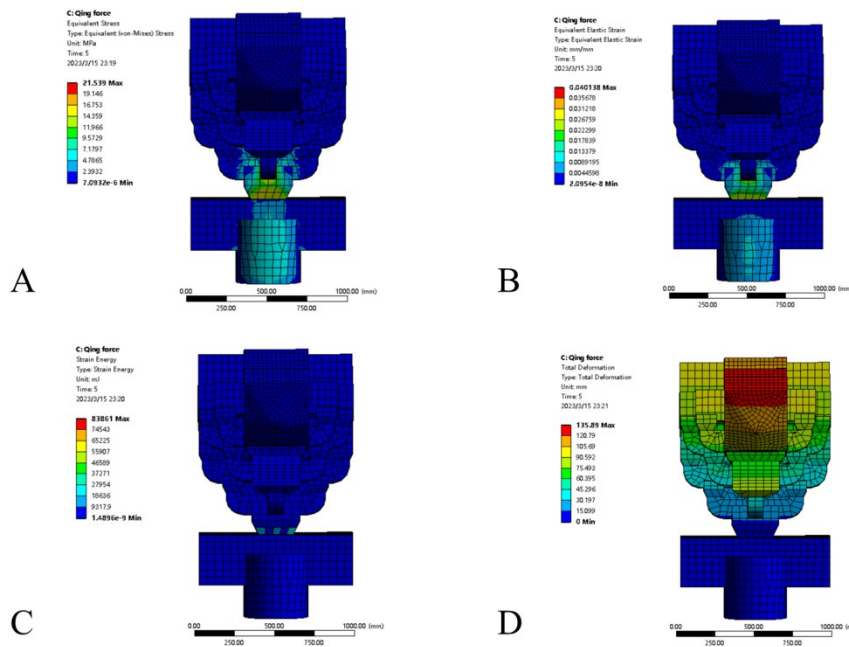 C: Qing force
Equivalent Stress
Type: Equivalent (von-Mises) Stress
Unit: MPa
Time: 5
2023/3/15 23:19
21.539 Max
19.146
16.753
14.359
11.966
9.5729
7.1797
4.7865
2.3932
7.0932e-6 Min
A
0.00 500.00 1000.00 (mm)
250.00 750.00
C: Qing force
Equivalent Elastic Strain
Type: Equivalent Elastic Strain
Unit: mm/mm
Time: 5
2023/3/15 23:20
0.040138 Max
0.035678
0.031218
0.026759
0.022299
0.017839
0.013379
0.0089195
0.0044598
2.0954e-8 Min
B
0.00 500.00 1000.00 (mm)
250.00 750.00
C: Qing force
Strain Energy
Type: Strain Energy
Unit: mJ
Time: 5
2023/3/15 23:20
83861 Max
74543
65225
55907
46589
37271
27954
18636
9317.9
1.4896e-9 Min
C
0.00 500.00 1000.00 (mm)
250.00 750.00
C: Qing force
Total Deformation
Type: Total Deformation
Unit: mm
Time: 5
2023/3/15 23:21
135.89 Max
120.79
105.69
90.592
75.493
60.395
45.296
30.197
15.099
0 Min
D
0.00 500.00 1000.00 (m
250.00 750.00